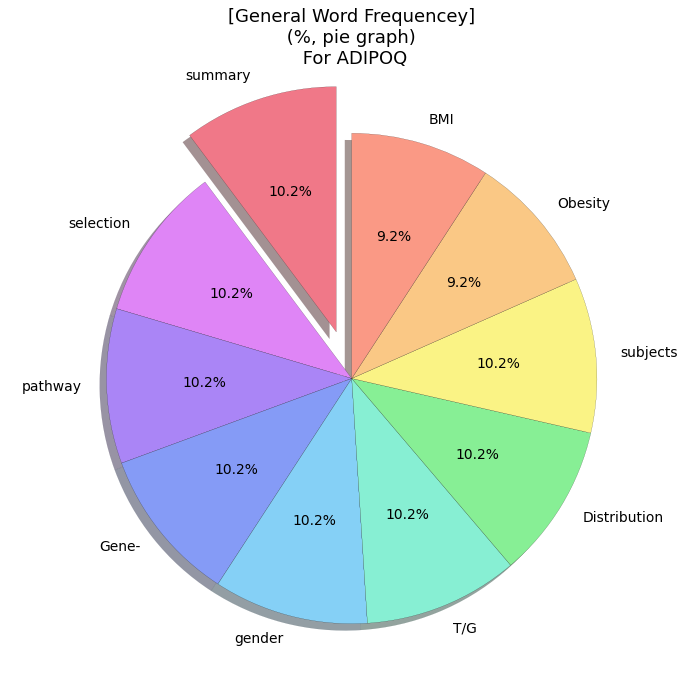 [General Word Frequencey]
(%, pie graph)
For ADIPOQ
summary
10.2%
BMI
9.2%
Obesity
9.2%
selection
10.2%
subjects
10.2%
pathway
10.2%
Distribution
10.2%
Gene-
10.2%
gender
10.2%
T/G
10.2%